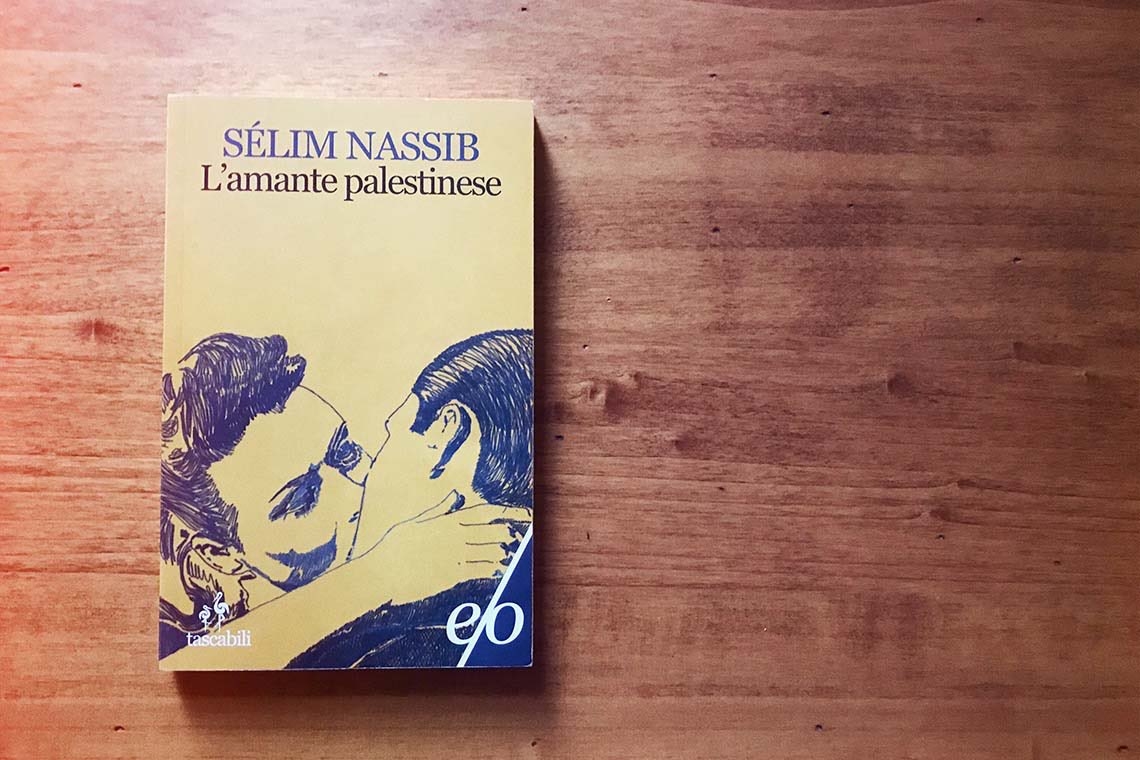 SÉLIM NASSIB
L’amante palestinese
e/o
tascabili